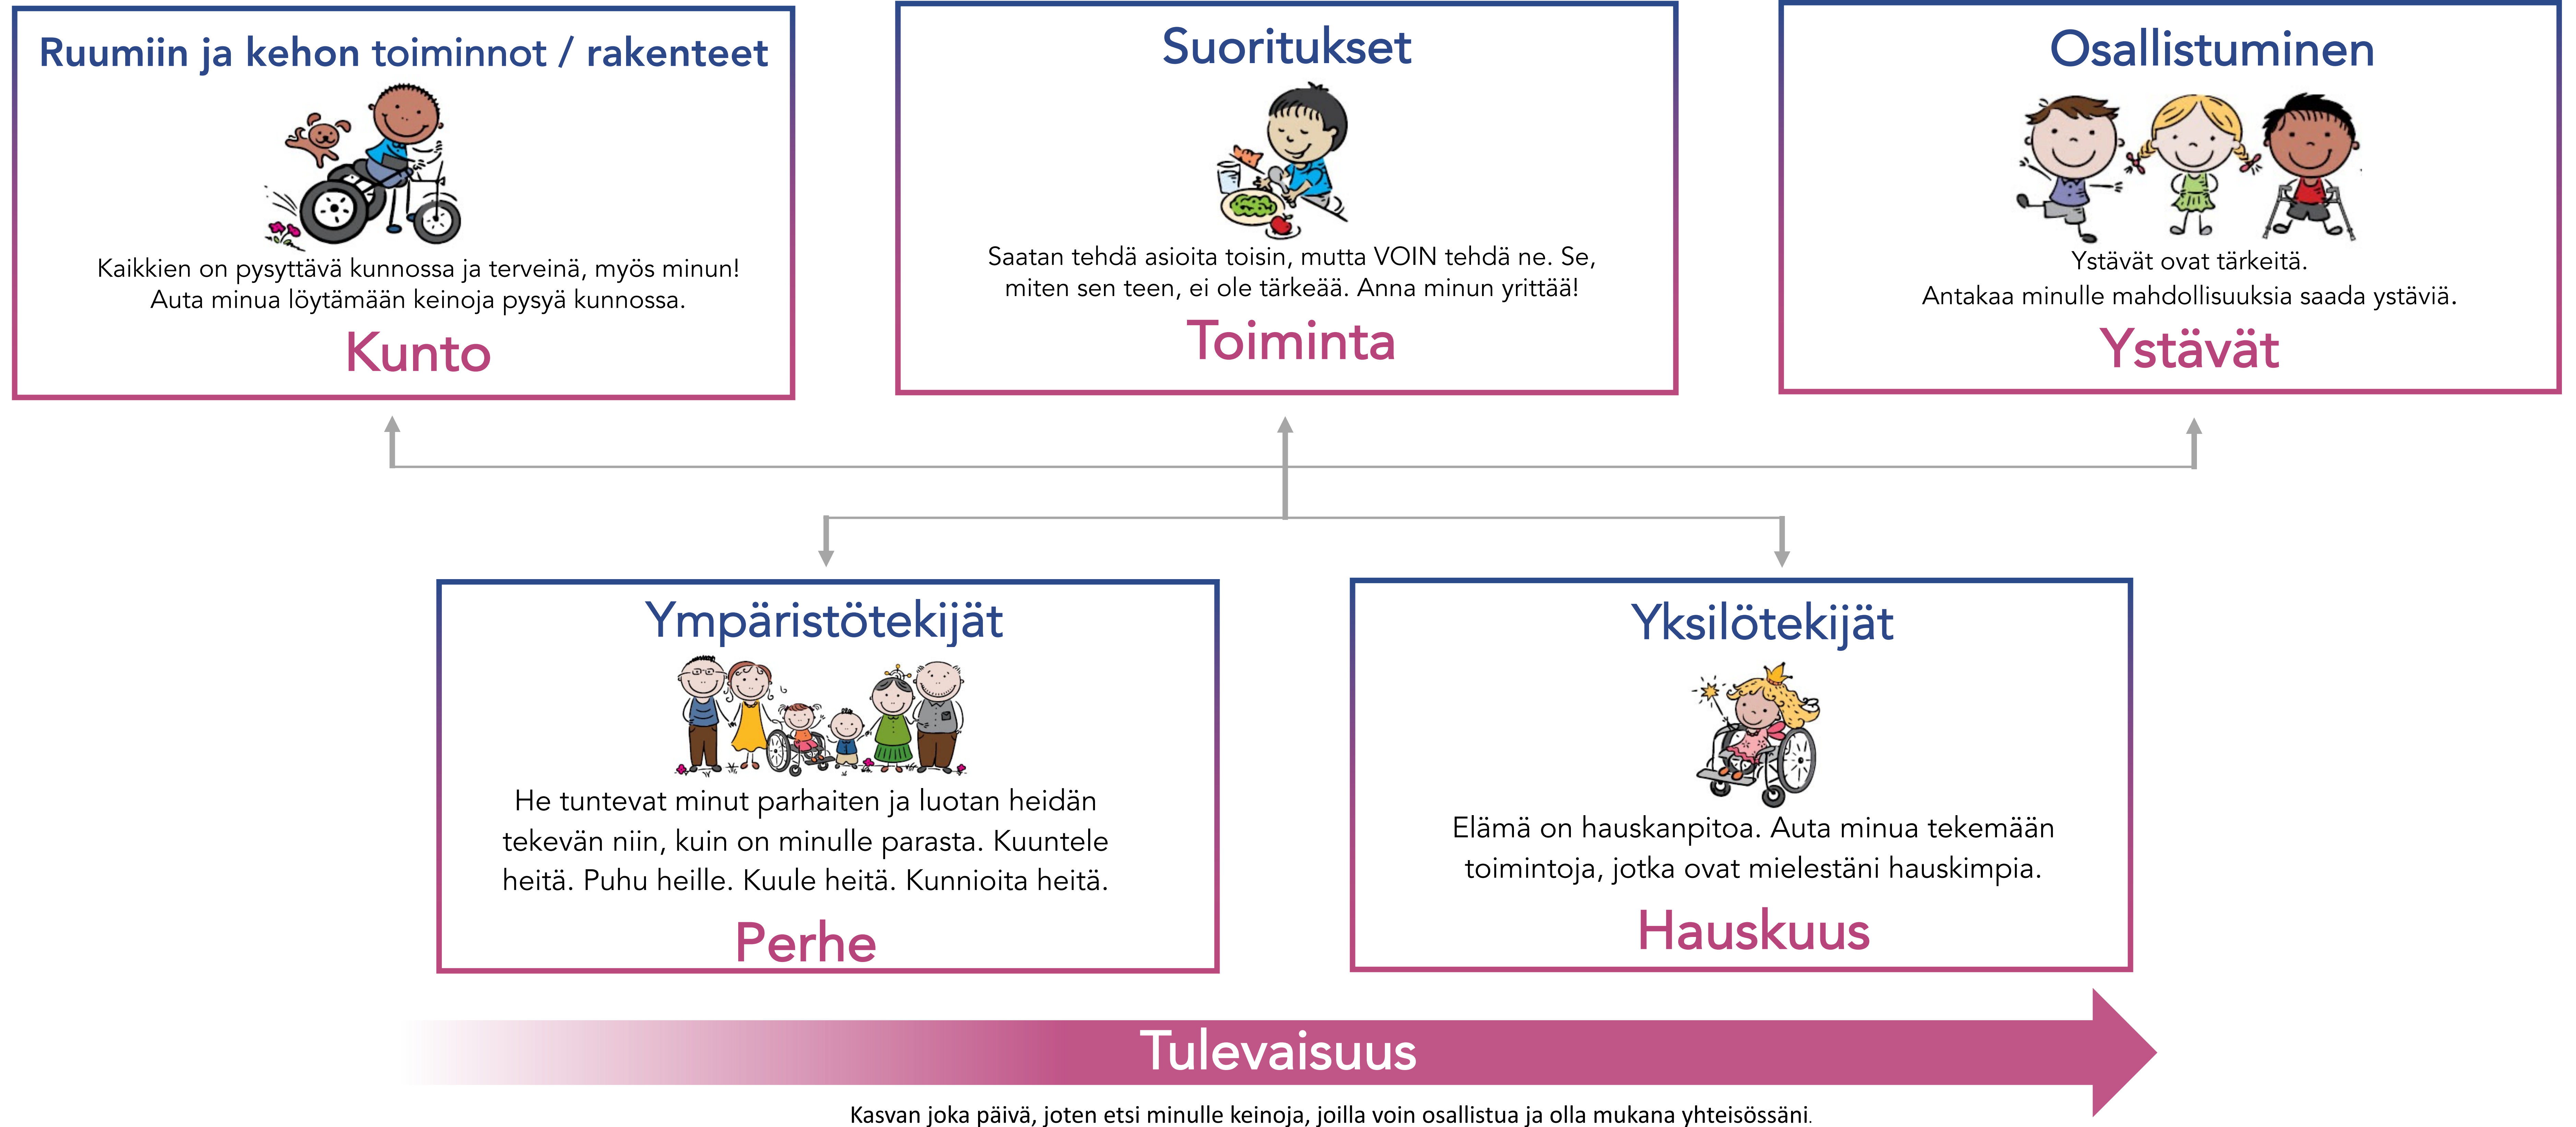 Ruumiin ja kehon toiminnot / rakenteet
Kaikkien on pysyttävä kunnossa ja terveinä, myös minun!
Auta minua löytämään keinoja pysyä kunnossa.
Kunto
Suoritukset
Saatan tehdä asioita toisin, mutta VOIN tehdä ne. Se,
miten sen teen, ei ole tärkeää. Anna minun yrittää!
Toiminta
Osallistuminen
Ystävät ovat tärkeitä.
Antakaa minulle mahdollisuuksia saada ystäviä.
Ystävät
Ympäristötekijät
He tuntevat minut parhaiten ja luotan heidän
tekevän niin, kuin on minulle parasta. Kuuntele
heitä. Puhu heille. Kuule heitä. Kunnioita heitä.
Perhe
Yksilötekijät
Elämä on hauskanpitoa. Auta minua tekemään
toimintoja, jotka ovat mielestäni hauskimpia.
Hauskuus
Tulevaisuus
Kasvan joka päivä, joten etsi minulle keinoja, joilla voin osallistua ja olla mukana yhteisössäni.